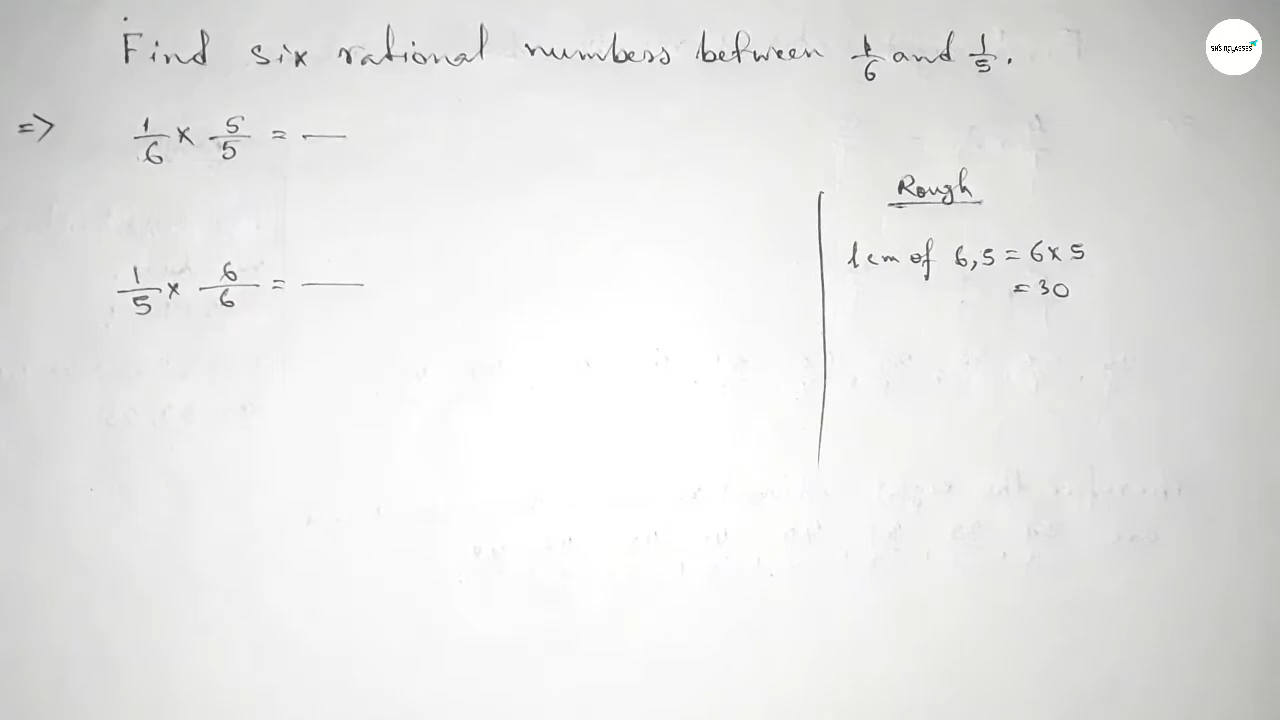 Find six rational numbers between 1/6 and 1/5.
=> 1/6 × 5/5 = —
1/5 × 6/6 = —
Rough
lcm of 6,5 = 6×5
= 30
SHSIRCLASSES